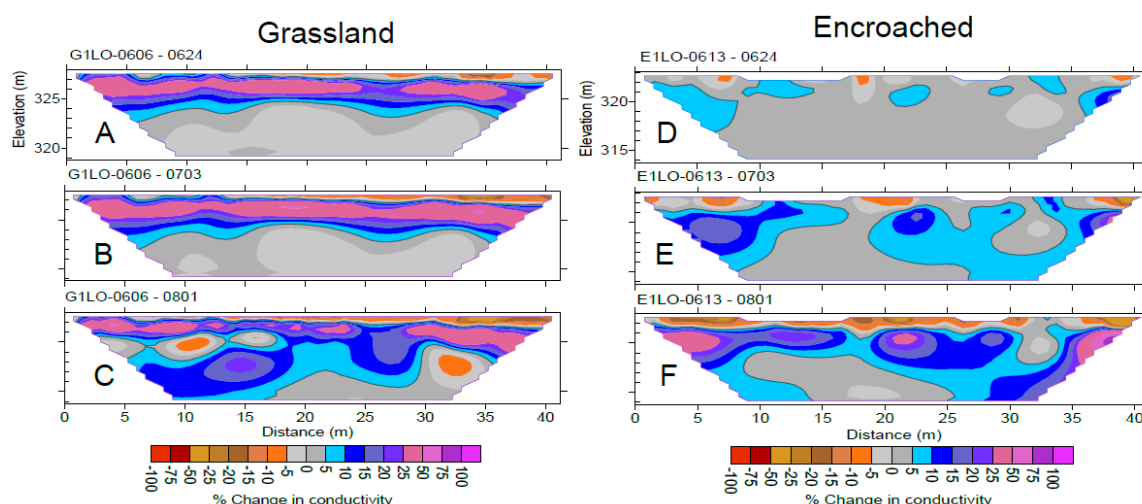 Grassland
Encroached
G1LO-0606 - 0624
E1LO-0613 - 0624
Elevation (m)
325
320
A
Elevation (m)
320
315
D
G1LO-0606 - 0703
E1LO-0613 - 0703
B
E
G1LO-0606 - 0801
E1LO-0613 - 0801
C
F
0 5 10 15 20 25 30 35 40
0 5 10 15 20 25 30 35 40
Distance (m)
Distance (m)
-100 -75 -50 -25 -20 -15 -10 -5 0 5 10 15 20 25 50 75 100
-100 -75 -50 -25 -20 -15 -10 -5 0 5 10 15 20 25 50 75 100
% Change in conductivity
% Change in conductivity